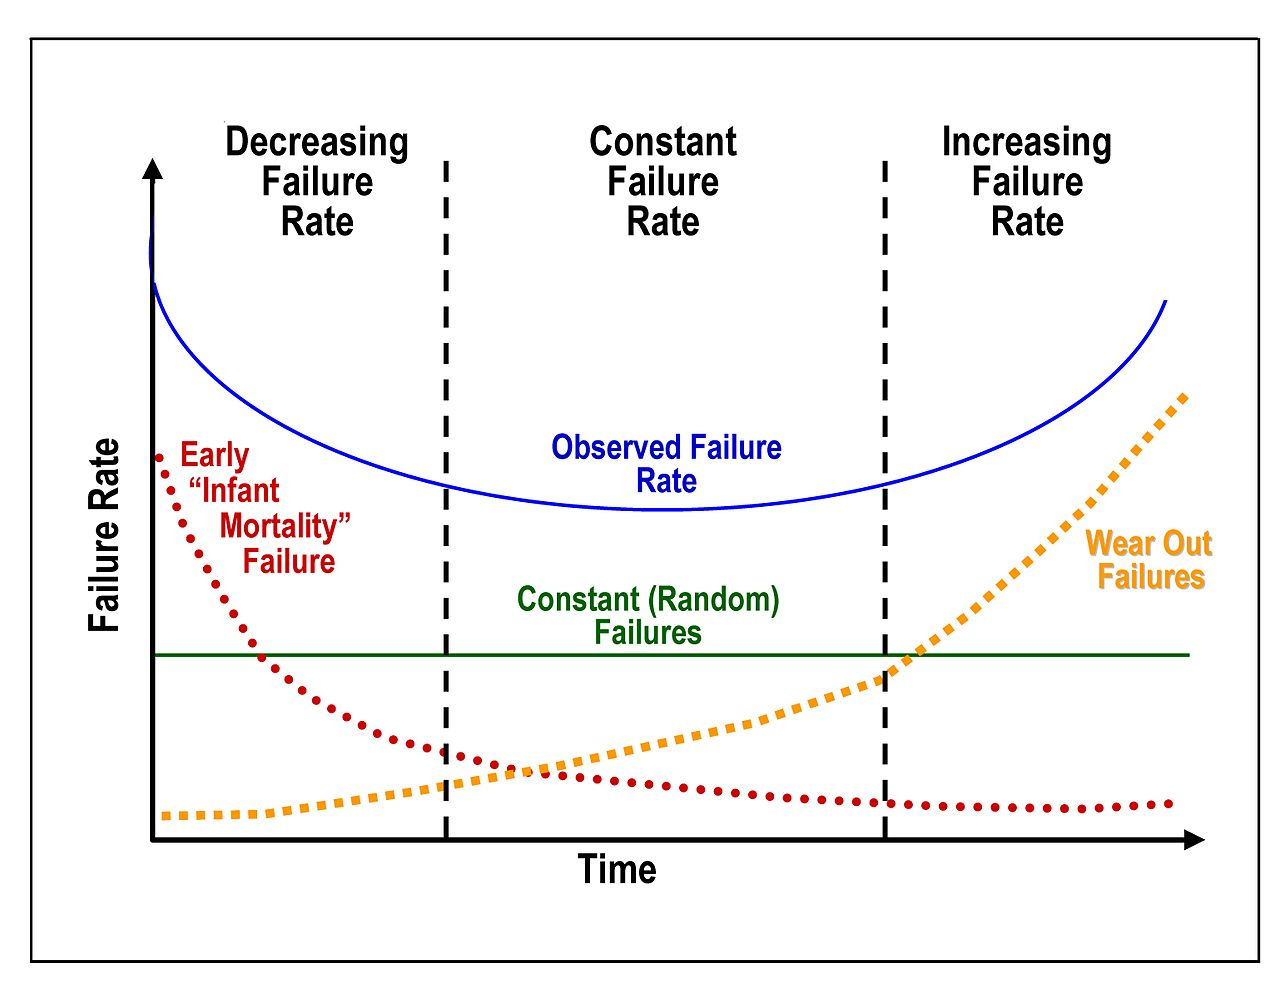 Decreasing
Failure
Rate
Constant
Failure
Rate
Increasing
Failure
Rate
Early
“Infant
Mortality”
Failure
Observed Failure
Rate
Constant (Random)
Failures
Wear Out
Failures
Failure Rate
Time